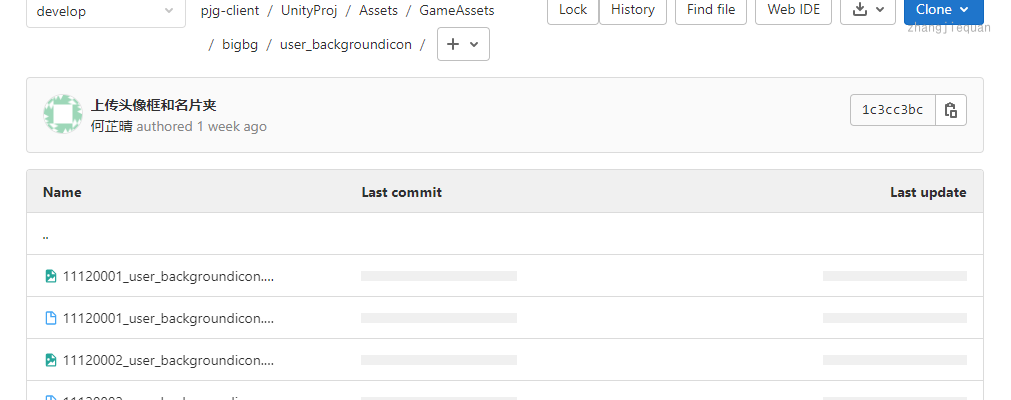 develop
pjg-client / UnityProj / Assets / GameAssets
/ bigbg / user_backgroundicon /
Lock
History
Find file
Web IDE
Clone
zhangjiequan
上传头像框和名片夹
何芷晴 authored 1 week ago
1c3cc3bc
Name Last commit Last update
..
11120001_user_backgroundicon....
11120001_user_backgroundicon....
11120002_user_backgroundicon....